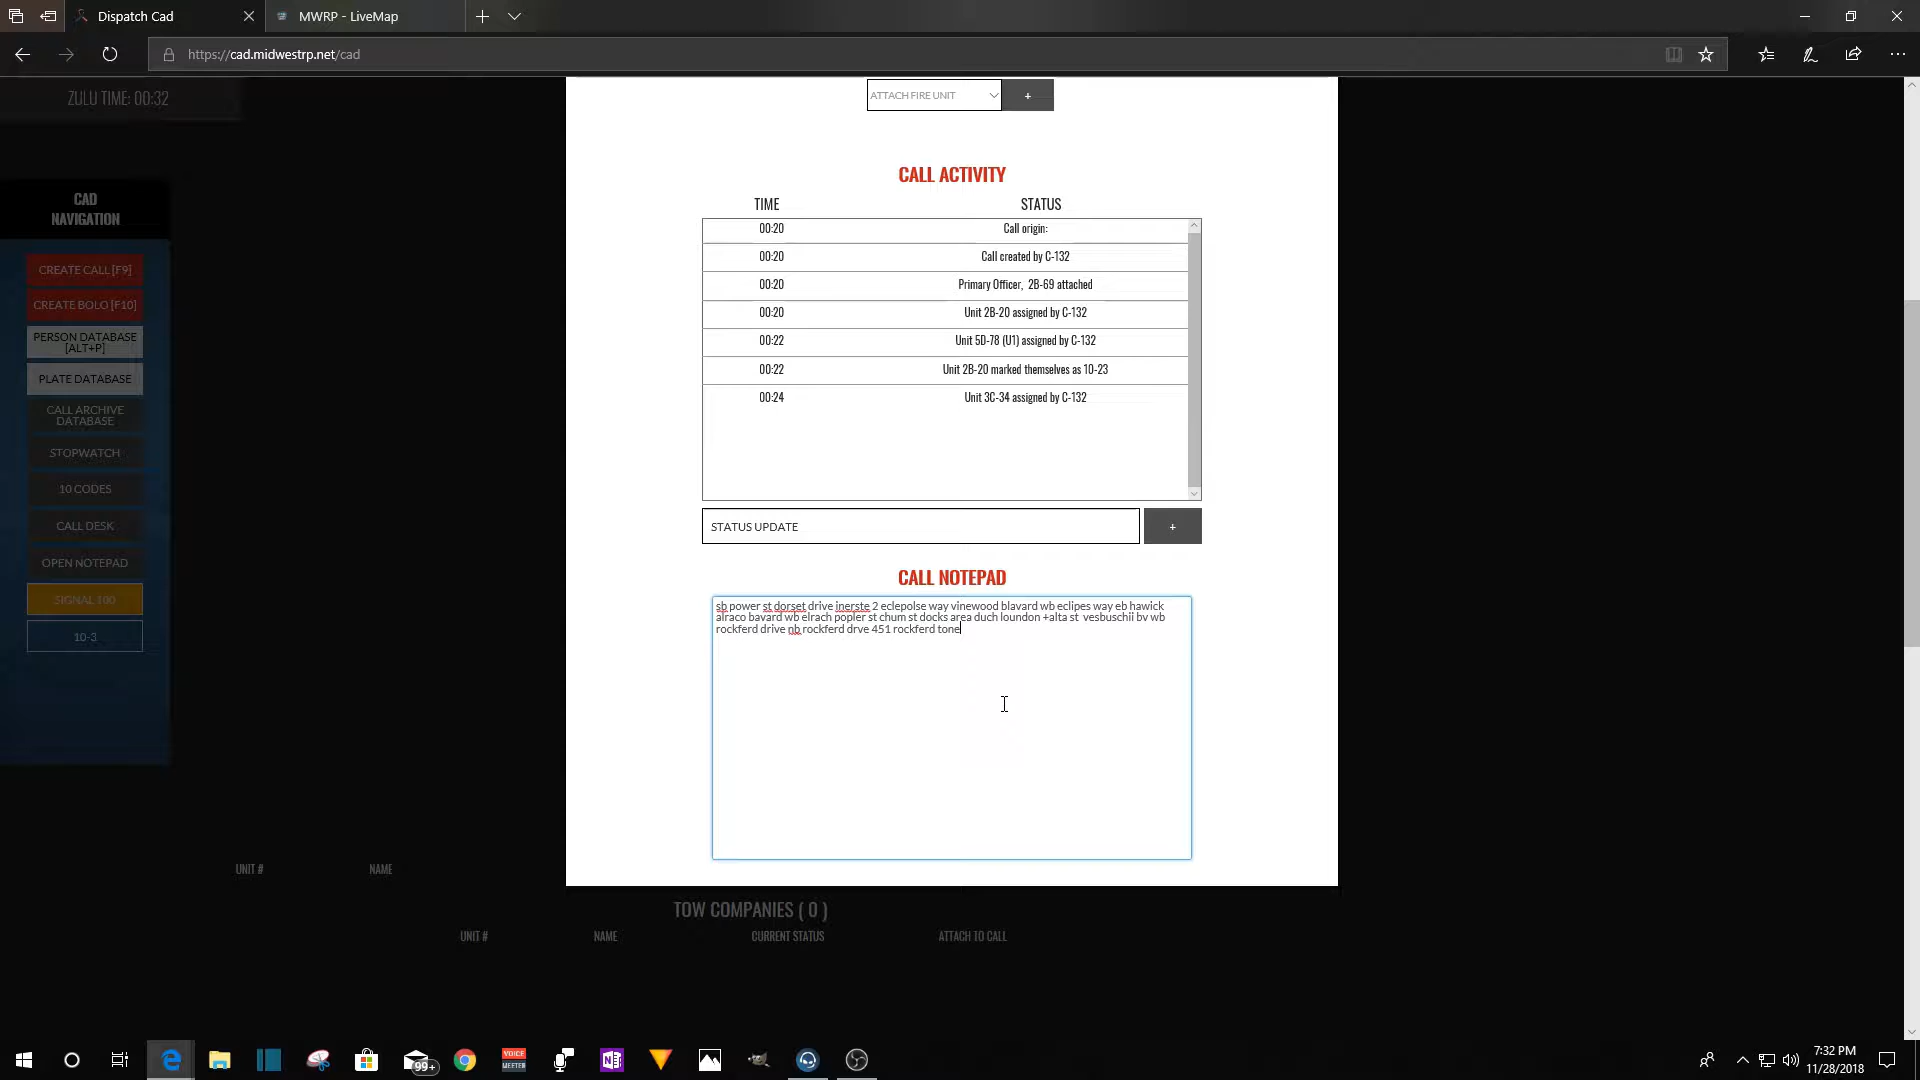 Dispatch Cad
MWRP - LiveMap
https://cad.midwestrp.net/cad
ZULU TIME: 00:32
ATTACH FIRE UNIT
+
CAD
NAVIGATION
CREATE CALL [F9]
CREATE BOLO [F10]
PERSON DATABASE
[ALT+P]
PLATE DATABASE
CALL ARCHIVE
DATABASE
STOPWATCH
10 CODES
CALL DESK
OPEN NOTEPAD
SIGNAL 100
10-3
CALL ACTIVITY
TIME STATUS
00:20 Call origin:
00:20 Call created by C-132
00:20 Primary Officer, 2B-69 attached
00:20 Unit 2B-20 assigned by C-132
00:22 Unit 5D-78 (U1) assigned by C-132
00:22 Unit 2B-20 marked themselves as 10-23
00:24 Unit 3C-34 assigned by C-132
STATUS UPDATE
+
CALL NOTEPAD
sb power st dorset drive inerste 2 eclepolse way vinewood blavard wb eclipes way eb hawick
alraco bavard wb elrach popler st chum st docks area duch loundon +alta st vesbuschii bv wb
rockferd drive nb rockferd drve 451 rockferd tone
UNIT # NAME
TOW COMPANIES ( 0 )
UNIT # NAME CURRENT STATUS ATTACH TO CALL
99+
VOICE
MEETER
N
7:32 PM
11/28/2018